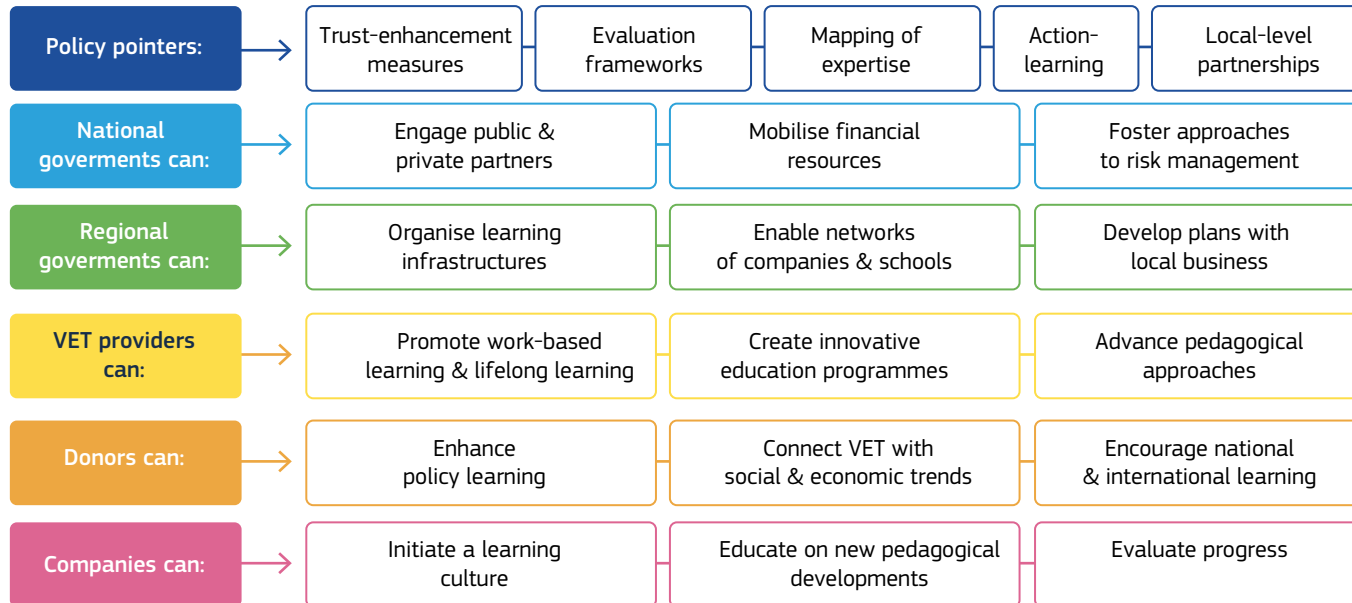 Policy pointers:
Trust-enhancement
measures
Evaluation
frameworks
Mapping of
expertise
Action-
learning
Local-level
partnerships
National
goverments can:
Engage public &
private partners
Mobilise financial
resources
Foster approaches
to risk management
Regional
goverments can:
Organise learning
infrastructures
Enable networks
of companies & schools
Develop plans with
local business
VET providers
can:
Promote work-based
learning & lifelong learning
Create innovative
education programmes
Advance pedagogical
approaches
Donors can:
Enhance
policy learning
Connect VET with
social & economic trends
Encourage national
& international learning
Companies can:
Initiate a learning
culture
Educate on new pedagogical
developments
Evaluate progress